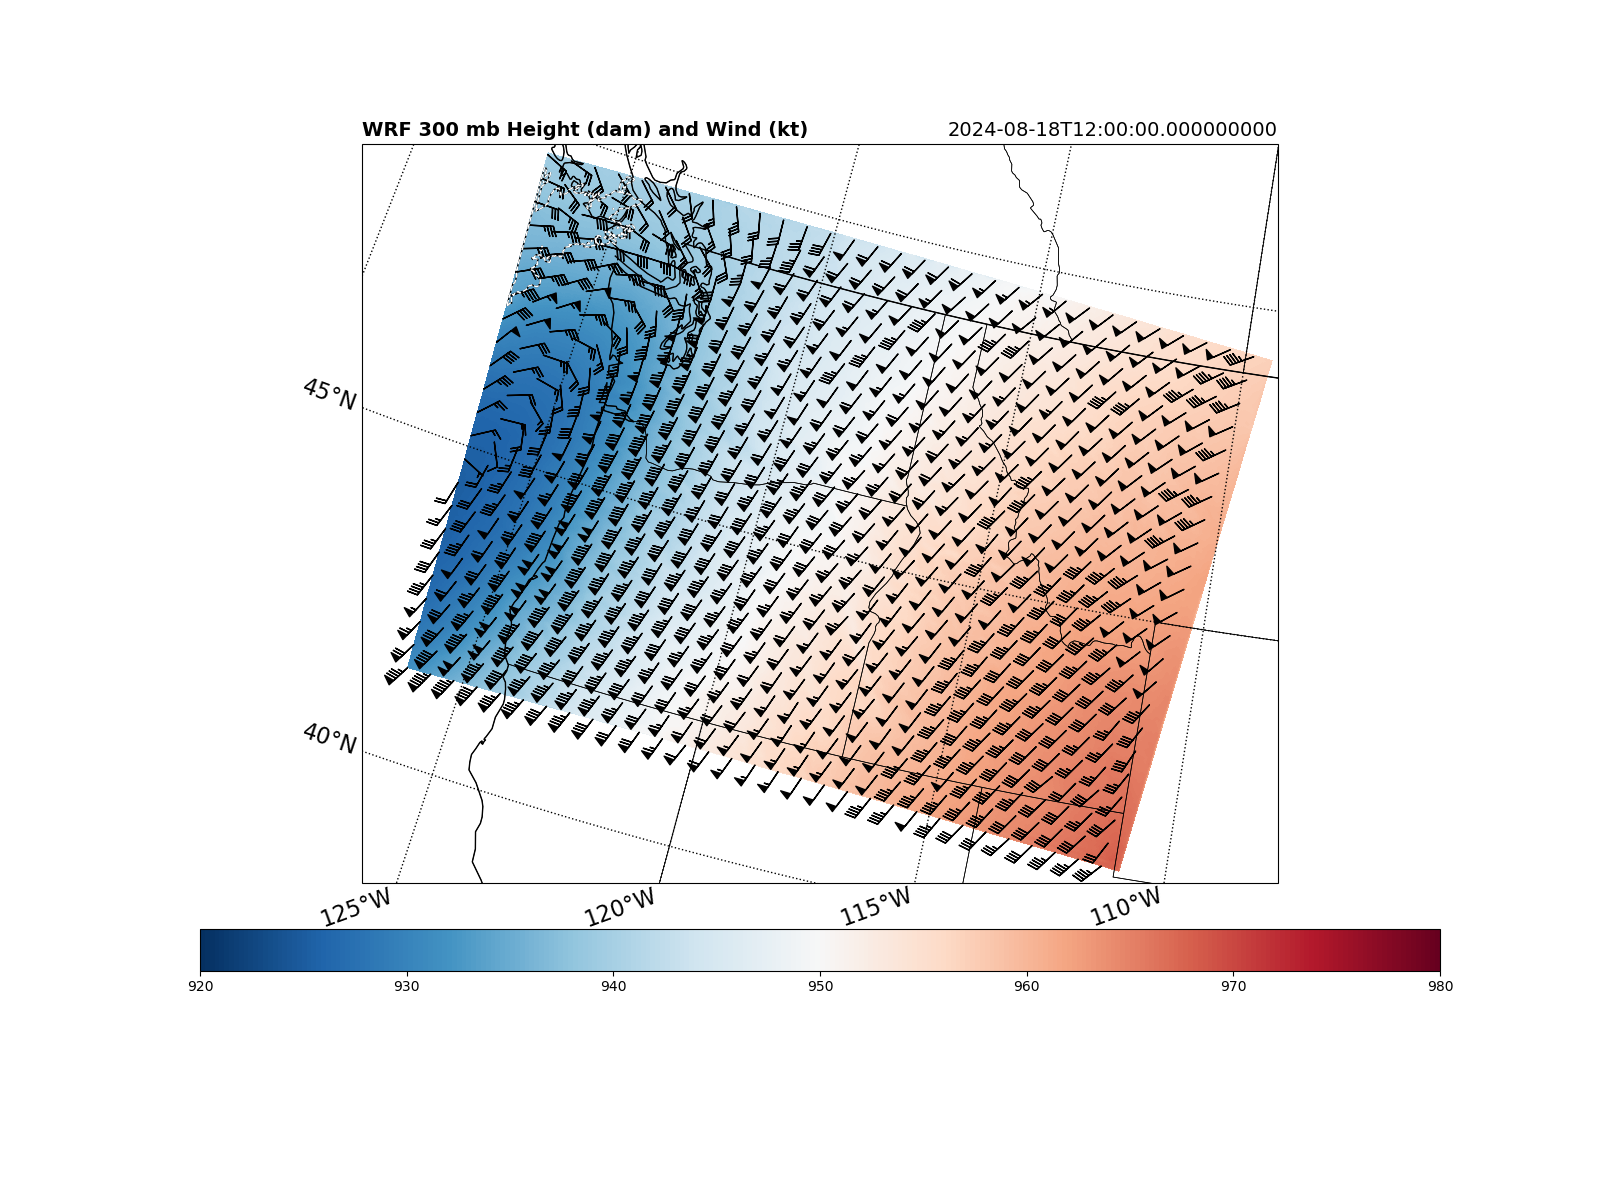 WRF 300 mb Height (dam) and Wind (kt)
2024-08-18T12:00:00.000000000
45°N
40°N
125°W
120°W
115°W
110°W
920
930
940
950
960
970
980